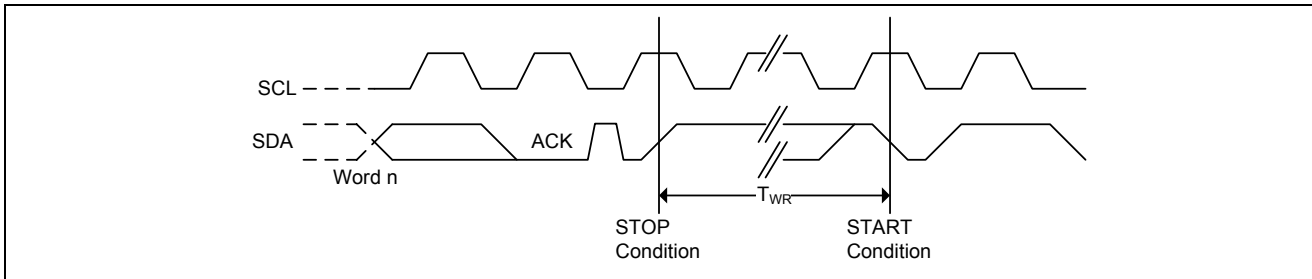 SCL
SDA
ACK
Word n
TWR
STOP
Condition
START
Condition